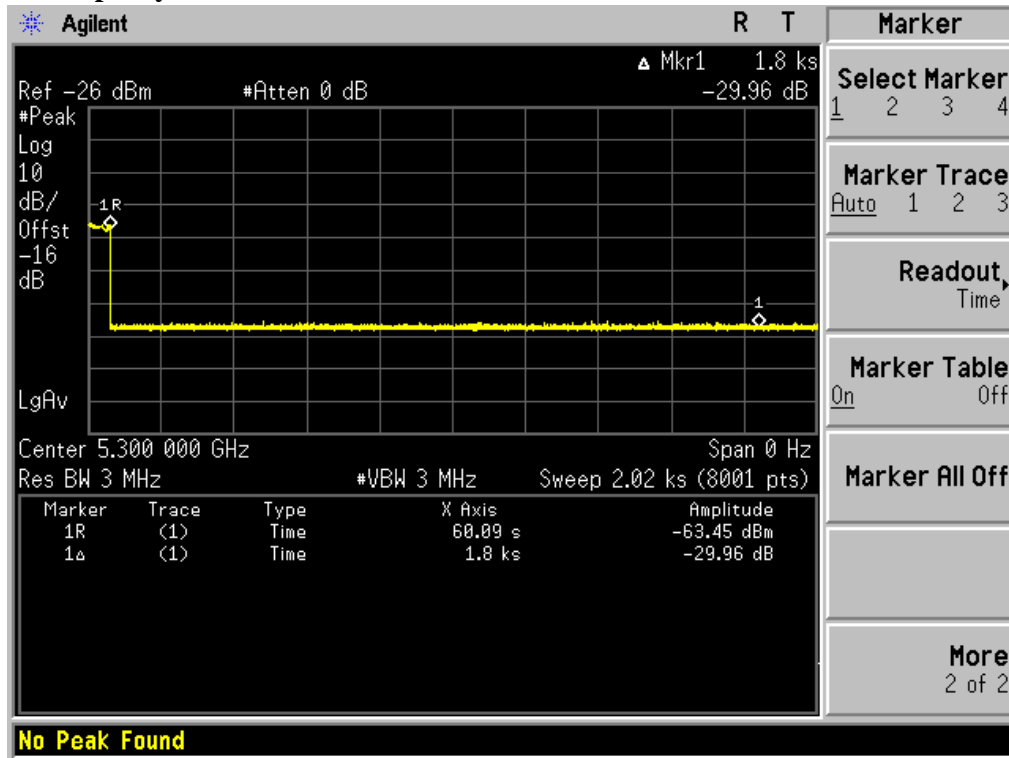 Agilent R T
Δ Mkr1 1.8 ks
Ref -26 dBm #Atten 0 dB -29.96 dB
#Peak
Log
10
dB/
Offst
-16
dB
1R
1
LgAv
Center 5.300 000 GHz Span 0 Hz
Res BW 3 MHz #VBW 3 MHz Sweep 2.02 ks (8001 pts)
Marker Trace Type X Axis Amplitude
1R (1) Time 60.09 s -63.45 dBm
1Δ (1) Time 1.8 ks -29.96 dB
No Peak Found
Marker
Select Marker
1 2 3 4
Marker Trace
Auto 1 2 3
Readout
Time
Marker Table
On Off
Marker All Off
More
2 of 2